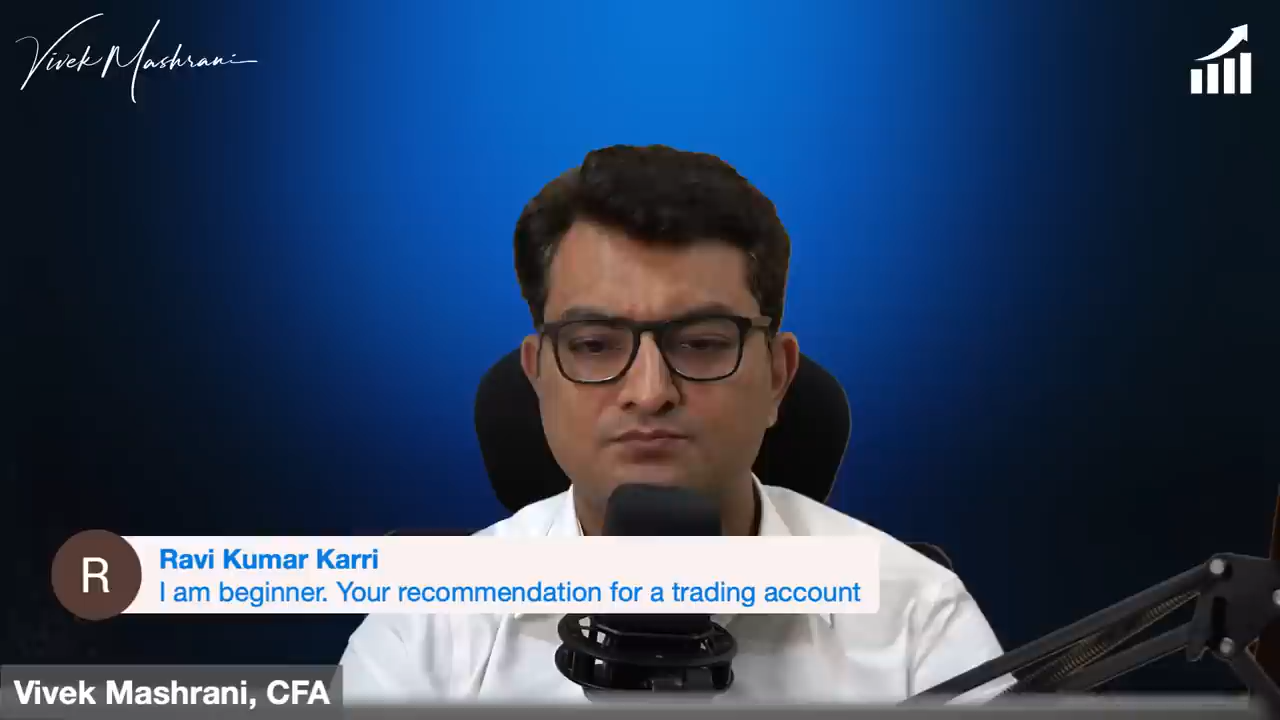 Vivek Mashrani
R
Ravi Kumar Karri
I am beginner. Your recommendation for a trading account
Vivek Mashrani, CFA